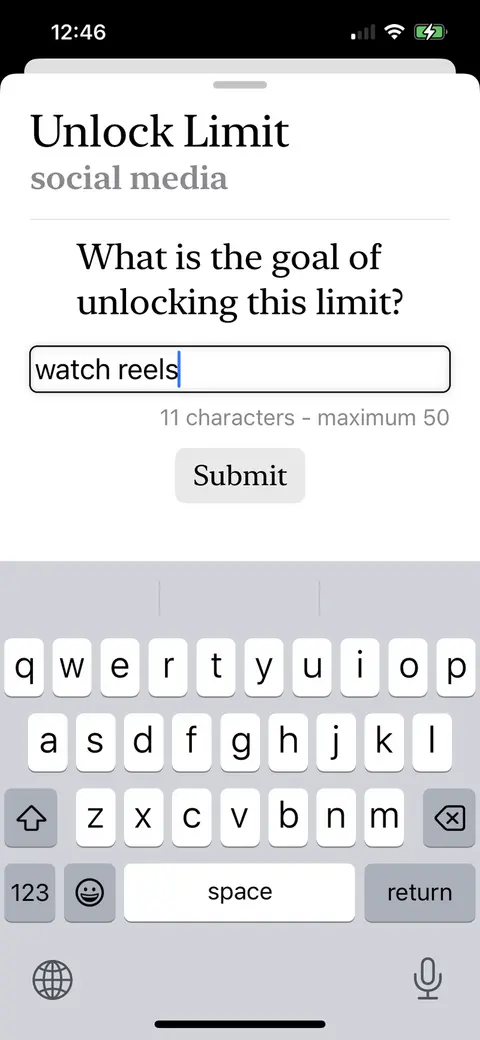 12:46
Unlock Limit
social media
What is the goal of
unlocking this limit?
watch reels
11 characters - maximum 50
Submit
q w e r t y u i o p
a s d f g h j k l
z x c v b n m
123 space return